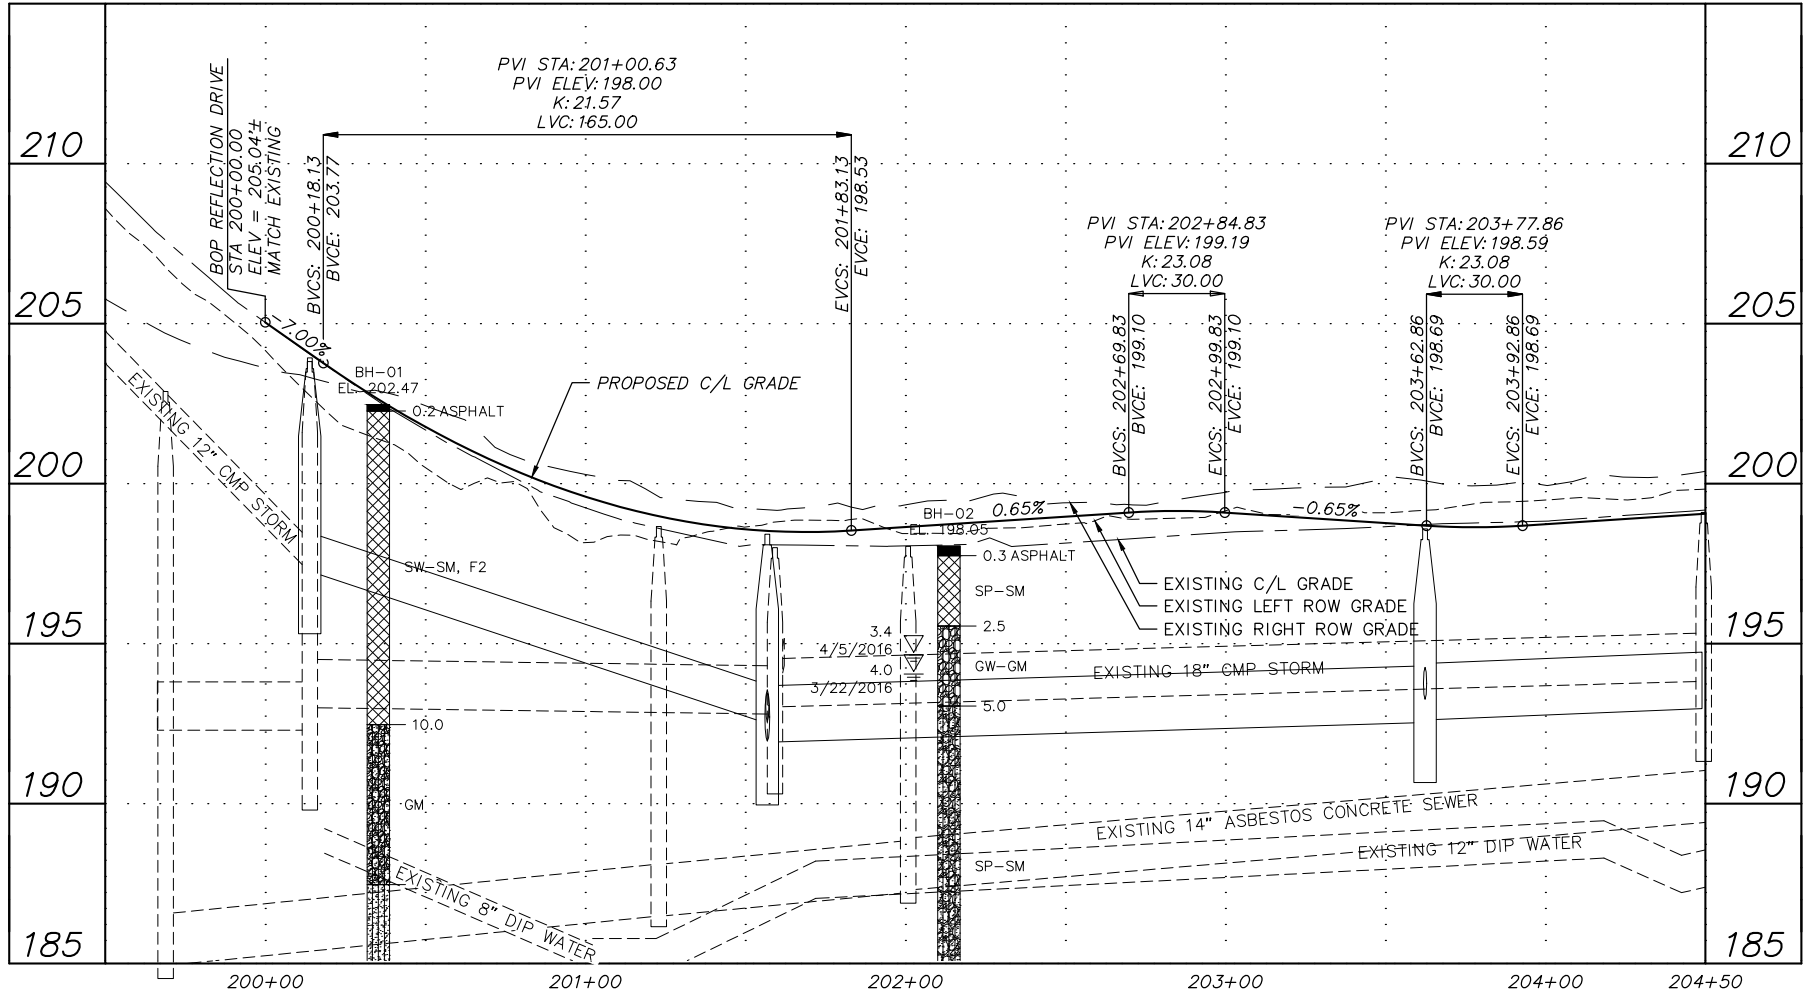 PVI STA: 201+00.63
PVI ELEV: 198.00
K: 21.57
LVC: 165.00
BOP REFLECTION DRIVE
STA 200+00.00
ELEV = 205.04'±
MATCH EXISTING
BVCS: 200+18.13
BVCE: 203.77
EVCS: 201+83.13
EVCE: 198.53
PVI STA: 202+84.83
PVI ELEV: 199.19
K: 23.08
LVC: 30.00
PVI STA: 203+77.86
PVI ELEV: 198.59
K: 23.08
LVC: 30.00
BVCS: 202+69.83
BVCE: 199.10
EVCS: 202+99.83
EVCE: 199.10
BVCS: 203+62.86
BVCE: 198.69
EVCS: 203+92.86
EVCE: 198.69
210
210
205
205
200
200
195
195
190
190
185
185
-7.00%
BH-01
EL. 202.47
0.2 ASPHALT
PROPOSED C/L GRADE
EXISTING 12" CMP STORM
SW-SM, F2
10.0
GM
EXISTING 8" DIP WATER
BH-02
EL. 198.05
0.65%
-0.65%
0.3 ASPHALT
SP-SM
2.5
GW-GM
5.0
SP-SM
3.4
4/5/2016
4.0
3/22/2016
EXISTING C/L GRADE
EXISTING LEFT ROW GRADE
EXISTING RIGHT ROW GRADE
EXISTING 18" CMP STORM
EXISTING 14" ASBESTOS CONCRETE SEWER
EXISTING 12" DIP WATER
200+00
201+00
202+00
203+00
204+00
204+50